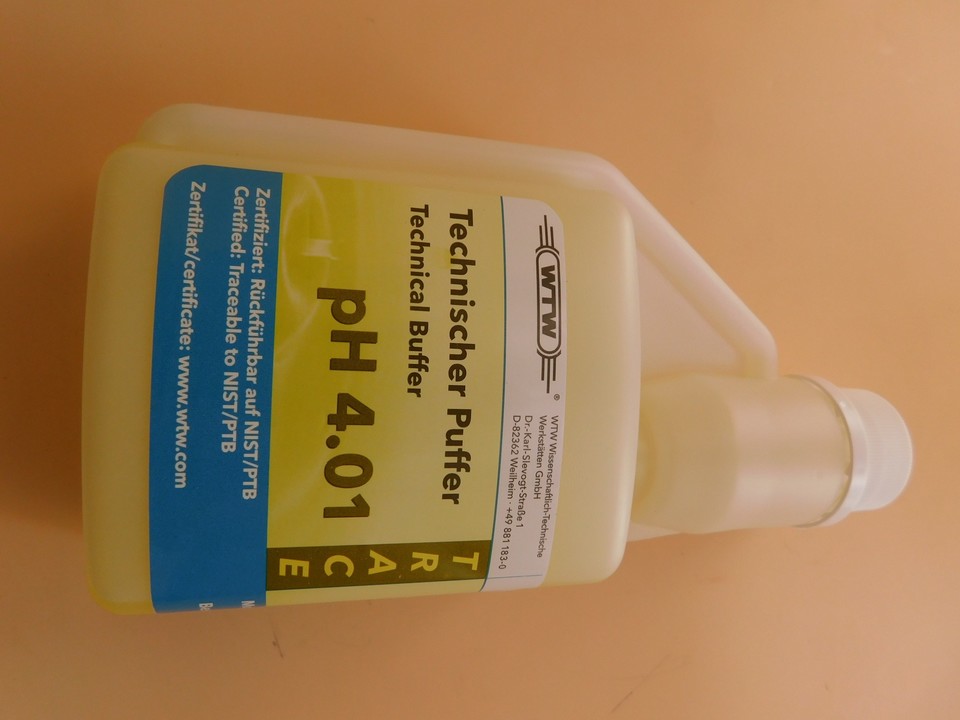 WTW®
WTW Wissenschaftlich-Technische
Werkstätten GmbH
Dr.-Karl-Slevogt-Straße 1
D-82362 Weilheim · +49 881 183-0
Technischer Puffer
Technical Buffer
pH 4.01
TRACE
Zertifiziert: Rückführbar auf NIST/PTB
Certified: Traceable to NIST/PTB
Zertifikat/certificate: www.wtw.com